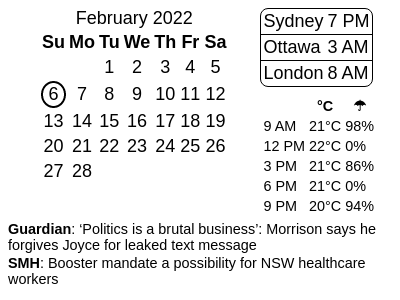 February 2022
Su Mo Tu We Th Fr Sa
1 2 3 4 5
6 7 8 9 10 11 12
13 14 15 16 17 18 19
20 21 22 23 24 25 26
27 28
Sydney 7 PM
Ottawa 3 AM
London 8 AM
°C ☂
9 AM 21°C 98%
12 PM 22°C 0%
3 PM 21°C 86%
6 PM 21°C 0%
9 PM 20°C 94%
Guardian: ‘Politics is a brutal business’: Morrison says he
forgives Joyce for leaked text message
SMH: Booster mandate a possibility for NSW healthcare
workers